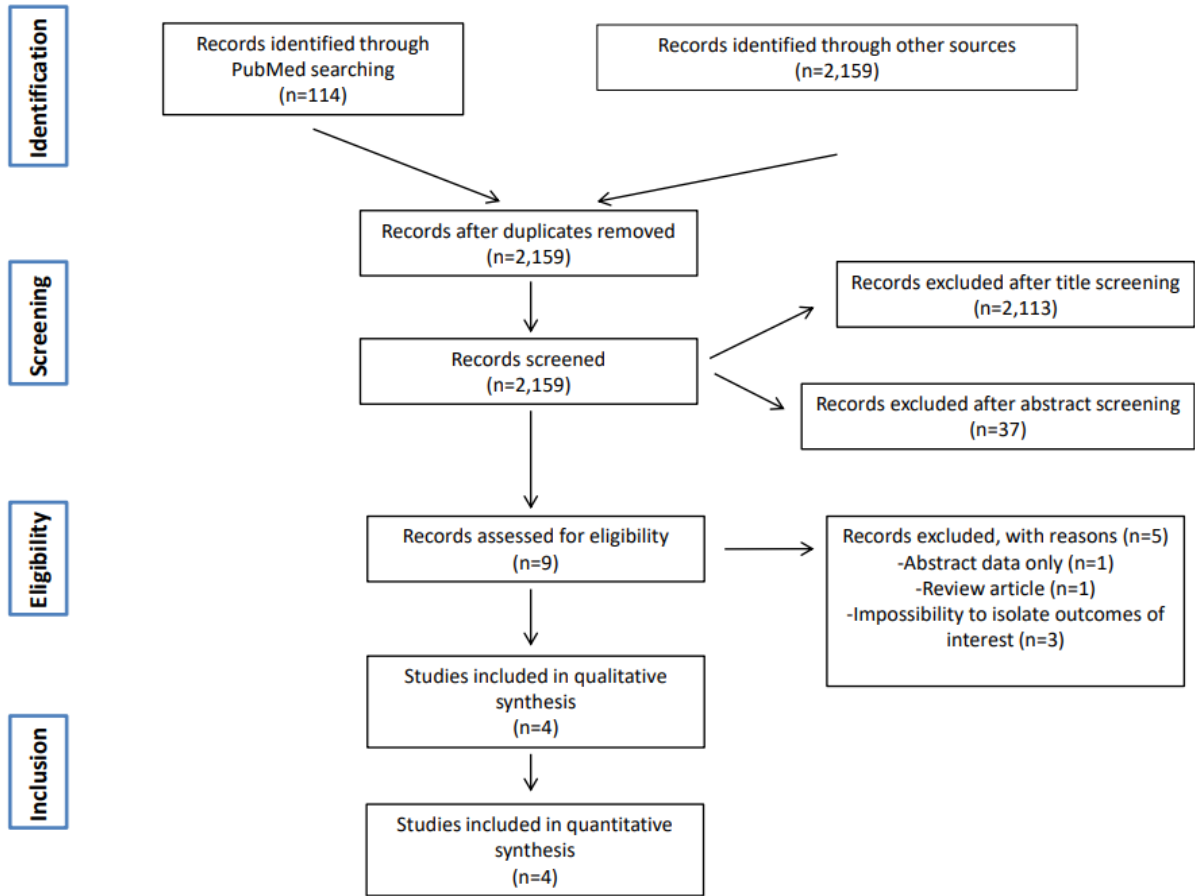 Identification
Records identified through
PubMed searching
(n=114)
Records identified through other sources
(n=2,159)
Records after duplicates removed
(n=2,159)
Screening
Records excluded after title screening
(n=2,113)
Records screened
(n=2,159)
Records excluded after abstract screening
(n=37)
Eligibility
Records assessed for eligibility
(n=9)
Records excluded, with reasons (n=5)
-Abstract data only (n=1)
-Review article (n=1)
-Impossibility to isolate outcomes of
interest (n=3)
Studies included in qualitative
synthesis
(n=4)
Inclusion
Studies included in quantitative
synthesis
(n=4)